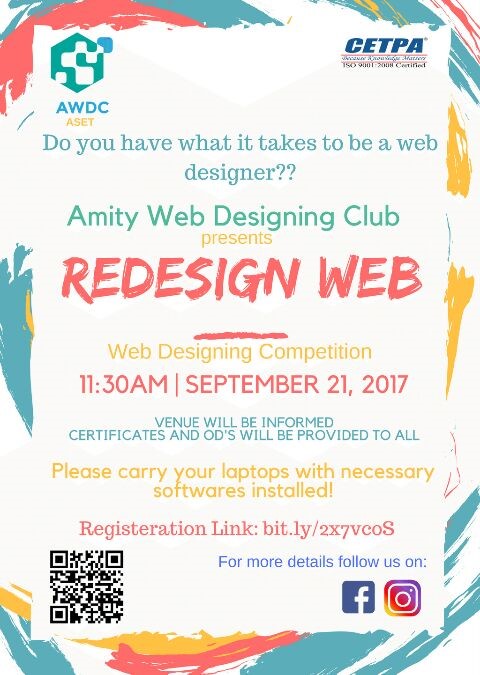 AWDC
ASET
CETPA
Because Knowledge Matters
ISO 9001:2008 Certified
Do you have what it takes to be a web
designer??
Amity Web Designing Club
presents
REDESIGN WEB
Web Designing Competition
11:30AM | SEPTEMBER 21, 2017
VENUE WILL BE INFORMED
CERTIFICATES AND OD'S WILL BE PROVIDED TO ALL
Please carry your laptops with necessary
softwares installed!
Registeration Link: bit.ly/2x7vcoS
For more details follow us on: